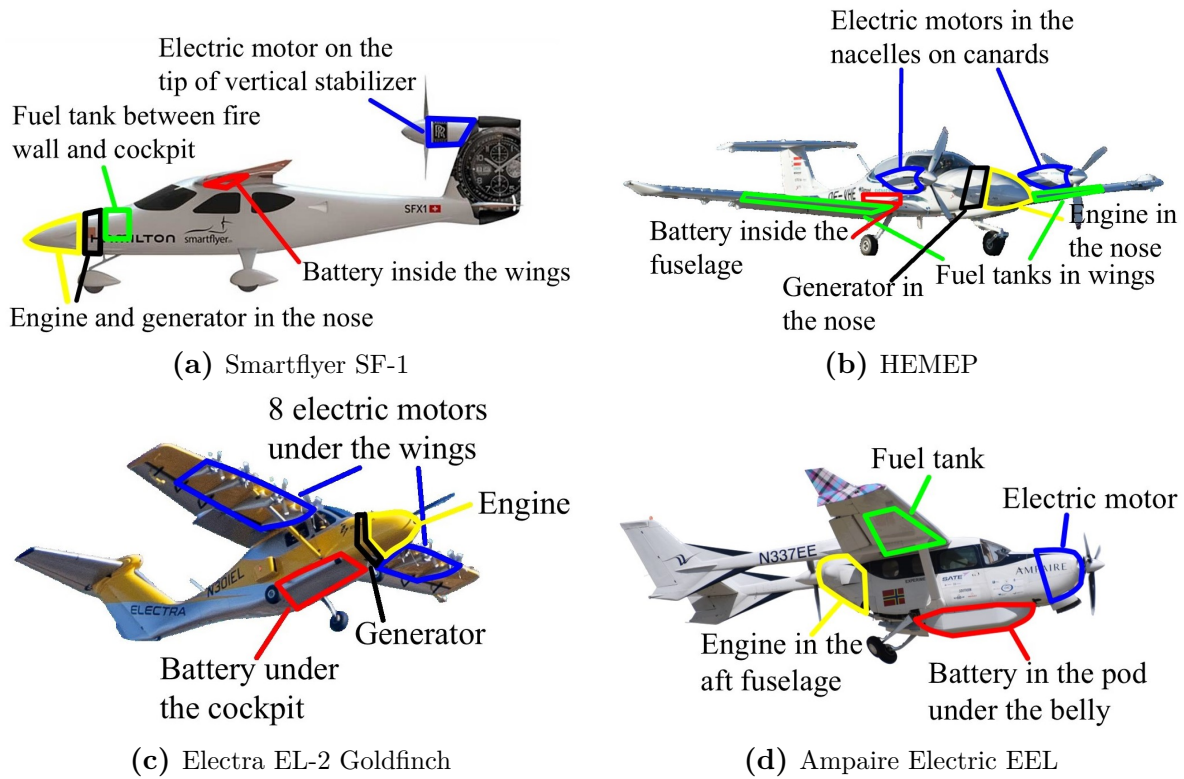 Electric motor on the
tip of vertical stabilizer
Fuel tank between fire
wall and cockpit
SFX1
HAMILTON
smartflyer
Battery inside the wings
Engine and generator in the nose
(a) Smartflyer SF-1
Electric motors in the
nacelles on canards
OE-VHE
Battery inside the
fuselage
Engine in
the nose
Fuel tanks in wings
Generator in
the nose
(b) HEMEP
8 electric motors
under the wings
Engine
N301EL
ELECTRA
Generator
Battery under
the cockpit
(c) Electra EL-2 Goldfinch
Fuel tank
Electric motor
N337EE
AMPAIRE
Engine in the
aft fuselage
Battery in the pod
under the belly
(d) Ampaire Electric EEL